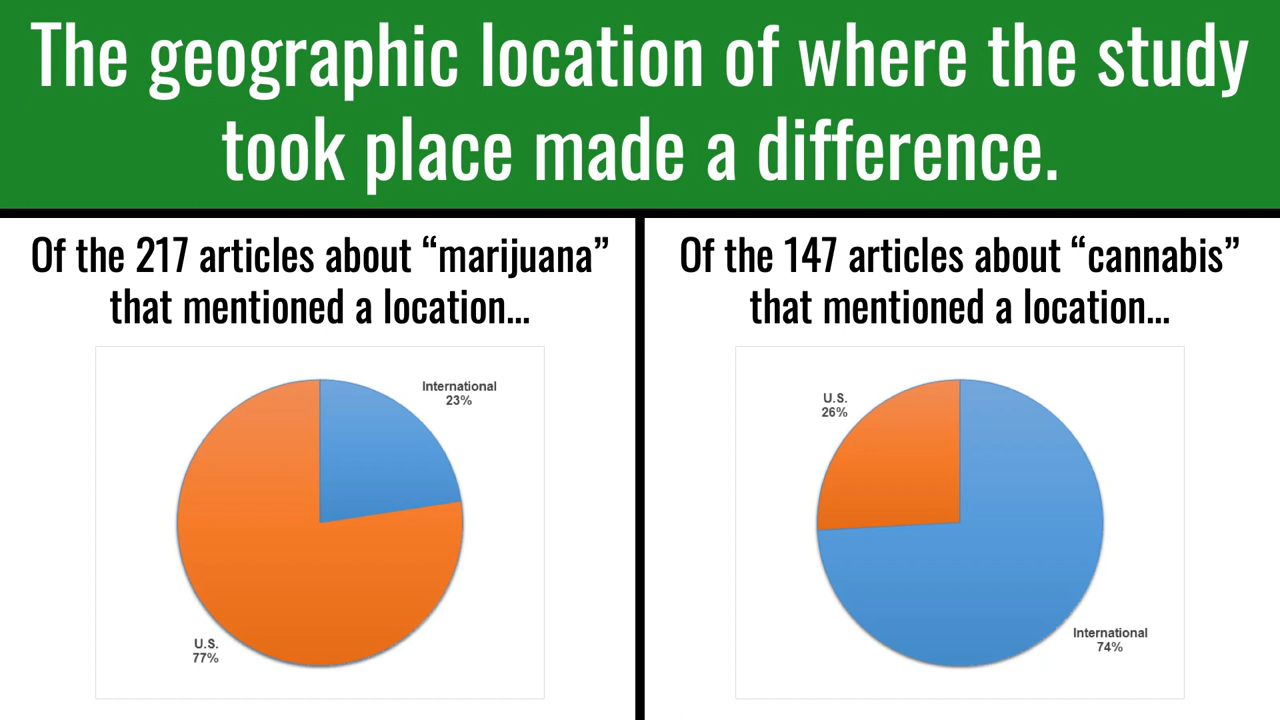 The geographic location of where the study
took place made a difference.
Of the 217 articles about “marijuana”
that mentioned a location...
International
23%
U.S.
77%
Of the 147 articles about “cannabis”
that mentioned a location...
U.S.
26%
International
74%